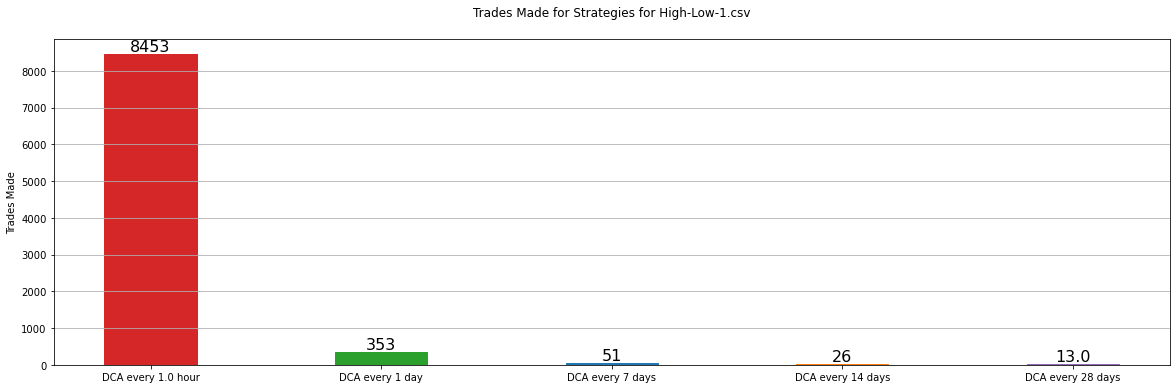 Trades Made for Strategies for High-Low-1.csv
8453
353
51
26
13.0
8000
7000
6000
5000
4000
3000
2000
1000
0
Trades Made
DCA every 1.0 hour
DCA every 1 day
DCA every 7 days
DCA every 14 days
DCA every 28 days